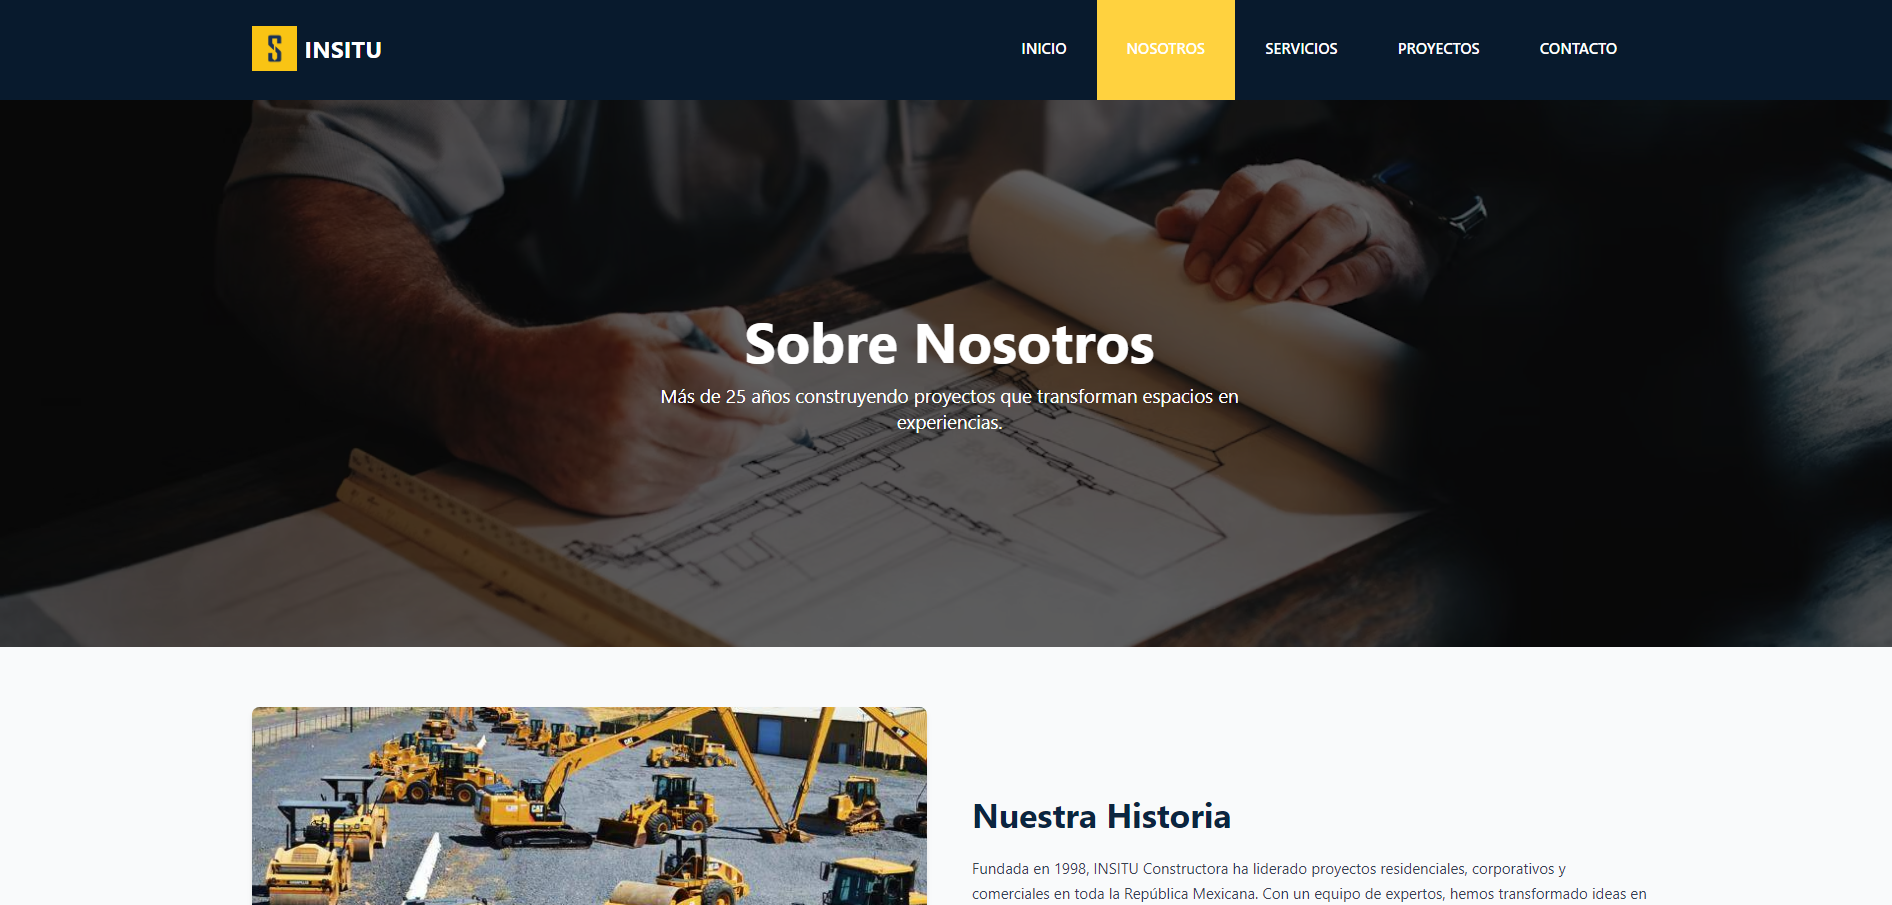 S INSITU
INICIO
NOSOTROS
SERVICIOS
PROYECTOS
CONTACTO
Sobre Nosotros
Más de 25 años construyendo proyectos que transforman espacios en
experiencias.
CAT
CAT
Nuestra Historia
Fundada en 1998, INSITU Constructora ha liderado proyectos residenciales, corporativos y
comerciales en toda la República Mexicana. Con un equipo de expertos, hemos transformado ideas en